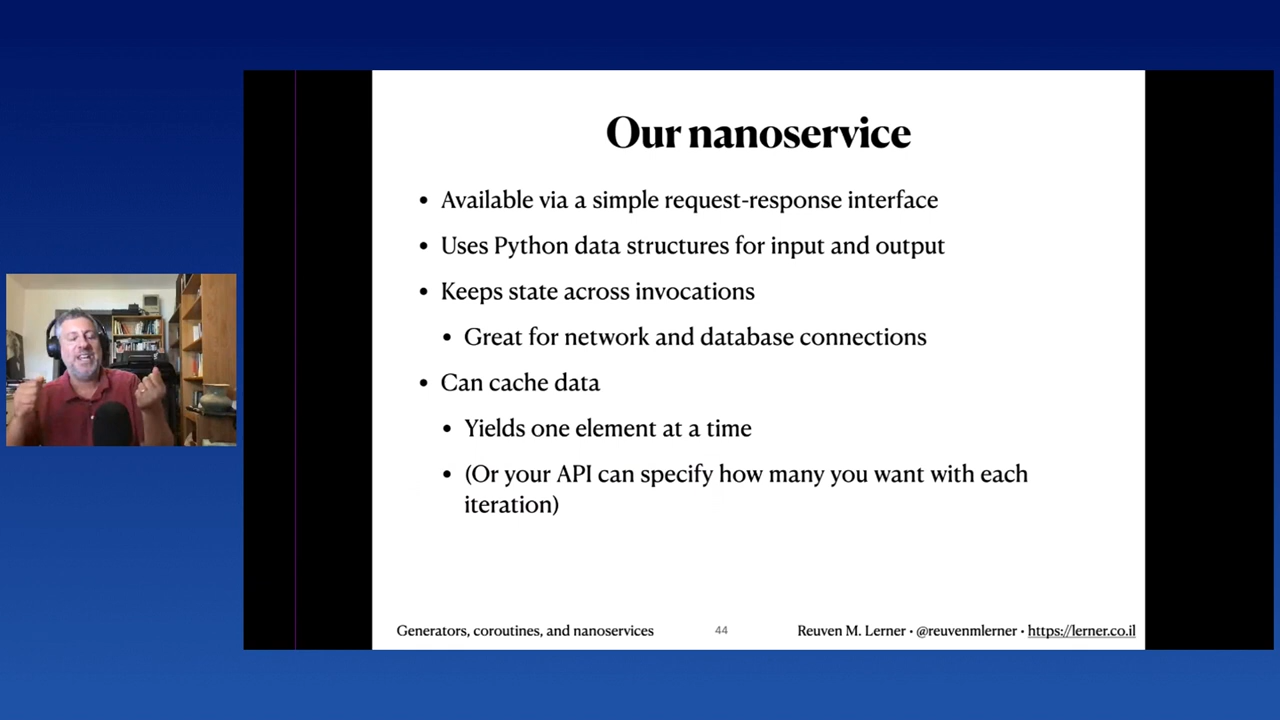 Our nanoservice
• Available via a simple request-response interface
• Uses Python data structures for input and output
• Keeps state across invocations
• Great for network and database connections
• Can cache data
• Yields one element at a time
• (Or your API can specify how many you want with each
iteration)
Generators, coroutines, and nanoservices
44
Reuven M. Lerner • @reuvenmlerner • https://lerner.co.il